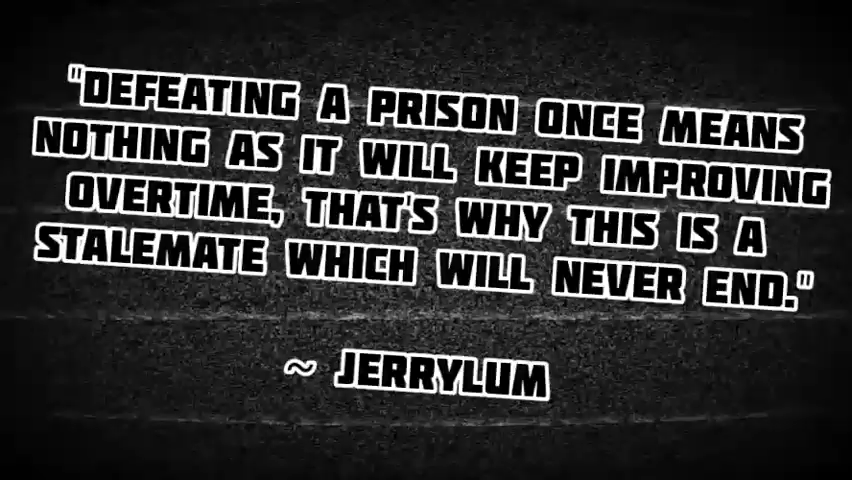 "DEFEATING A PRISON ONCE MEANS
NOTHING AS IT WILL KEEP IMPROVING
OVERTIME, THAT'S WHY THIS IS A
STALEMATE WHICH WILL NEVER END."
~ JERRYLUM